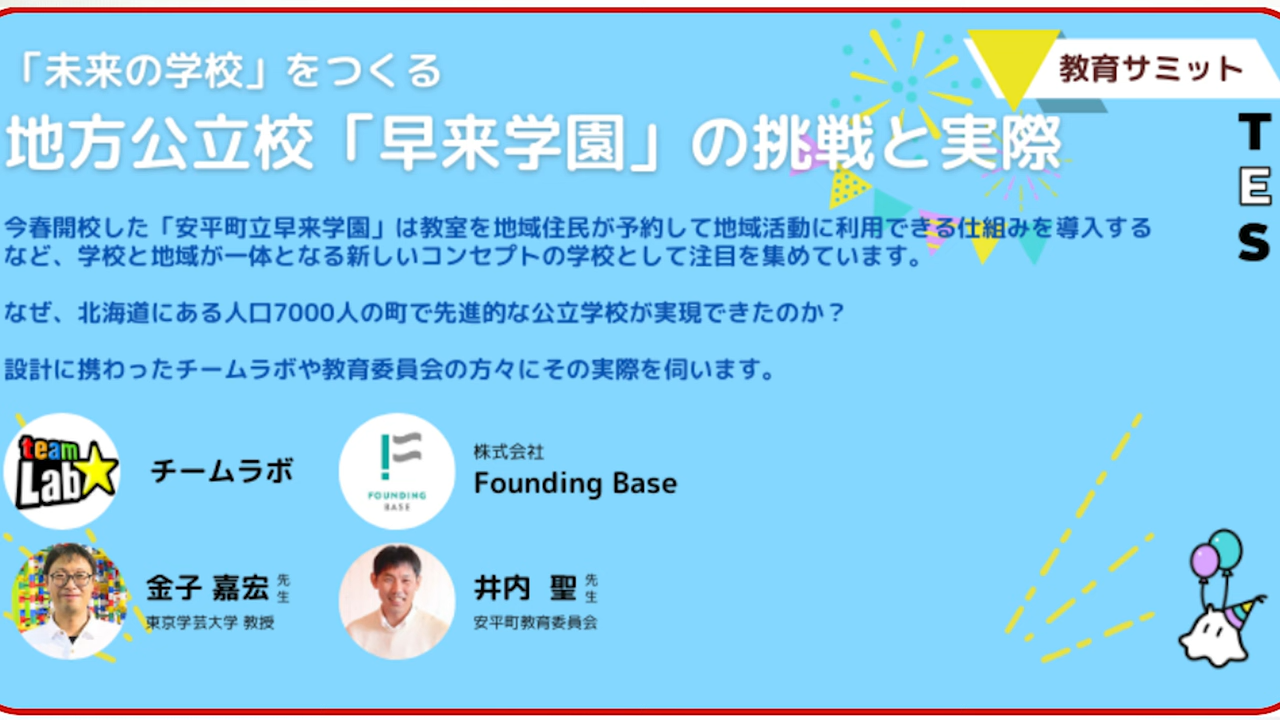 「未来の学校」をつくる
教育サミット
地方公立校「早来学園」の挑戦と実際
TES
今春開校した「安平町立早来学園」は教室を地域住民が予約して地域活動に利用できる仕組みを導入する
など、学校と地域が一体となる新しいコンセプトの学校として注目を集めています。
なぜ、北海道にある人口7000人の町で先進的な公立学校が実現できたのか？
設計に携わったチームラボや教育委員会の方々にその実際を伺います。
team
Lab
チームラボ
FOUNDING
BASE
株式会社
Founding Base
金子 嘉宏 先生
東京学芸大学 教授
井内 聖 先生
安平町教育委員会